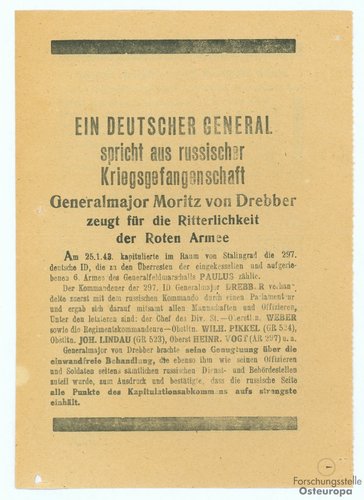 EIN DEUTSCHER GENERAL
spricht aus russischer
Kriegsgefangenschaft
Generalmajor Moritz von Drebber
zeugt für die Ritterlichkeit
der Roten Armee
Am 25.1.43. kapitulierte im Raum von Stalingrad die 297.
deutsche ID, die zu den Überresten der eingekesselten und aufgerie-
benen 6. Armee des Generalfeldmarschalls PAULUS zählte.
Der Kommandeur der 297. ID Generalmajor DREBB.R verhan-
delte zuerst mit dem russischen Kommando durch einen Parlamentär
und ergab sich darauf mitsamt allen Mannschaften und Offizieren.
Unter den letzteren sind: der Chef des Div. St.—Oberstl. u. WEBER
sowie die Regimentskommandeure—Obstltn. WILH. PIKKEL (GR 524),
Obstltn. JOH. LINDAU (GR 523), Oberst HEINR. VOGT (AR 297) u. a.
Generalmajor von Drebber brachte seine Genugtuung über die
einwandfreie Behandlung, die ebenso ihm wie seinen Offizieren
und Soldaten seitens sämtlichen russischen Dienst- und Behördestellen
zuteil wurde, zum Ausdruck und bestätigte, dass die russische Seite
alle Punkte des Kapitulationsabkommens aufs strengste
einhält.
Forschungsstelle
Osteuropa